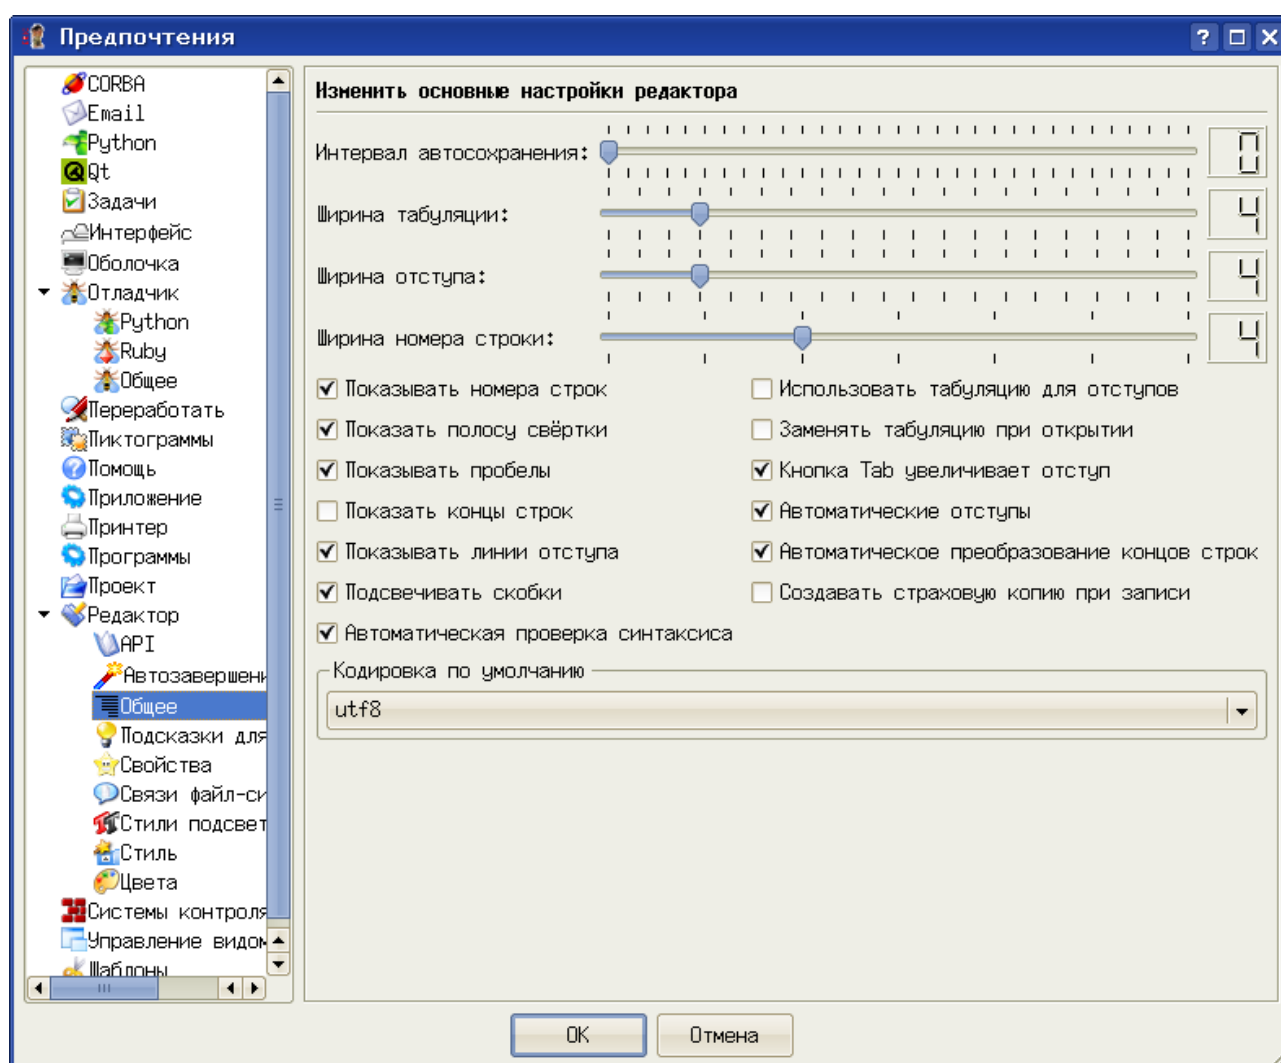 Предпочтения
CORBA
Email
Python
Qt
Задачи
Интерфейс
Оболочка
Отладчик
Python
Ruby
Общее
Переработать
Пиктограммы
Помощь
Приложение
Принтер
Программы
Проект
Редактор
API
Автозавершени
Общее
Подсказки для
Свойства
Связи файл-си
Стили подсвет
Стиль
Цвета
Системы контроля
Управление видом
Шаблоны
Изменить основные настройки редактора
Интервал автосохранения: 0
Ширина табуляции: 4
Ширина отступа: 4
Ширина номера строки: 4
Показывать номера строк
Использовать табуляцию для отступов
Показать полосу свёртки
Заменять табуляцию при открытии
Показывать пробелы
Кнопка Tab увеличивает отступ
Показать концы строк
Автоматические отступы
Показывать линии отступа
Автоматическое преобразование концов строк
Подсвечивать скобки
Создавать страховую копию при записи
Автоматическая проверка синтаксиса
Кодировка по умолчанию
utf8
OK
Отмена